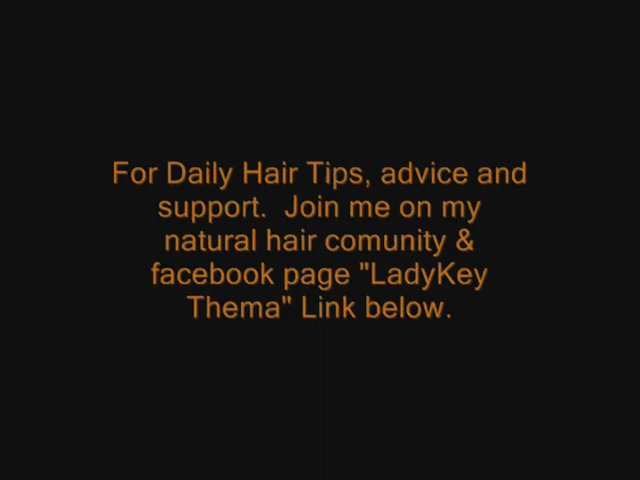 For Daily Hair Tips, advice and
support.  Join me on my
natural hair comunity &
facebook page "LadyKey
Thema" Link below.